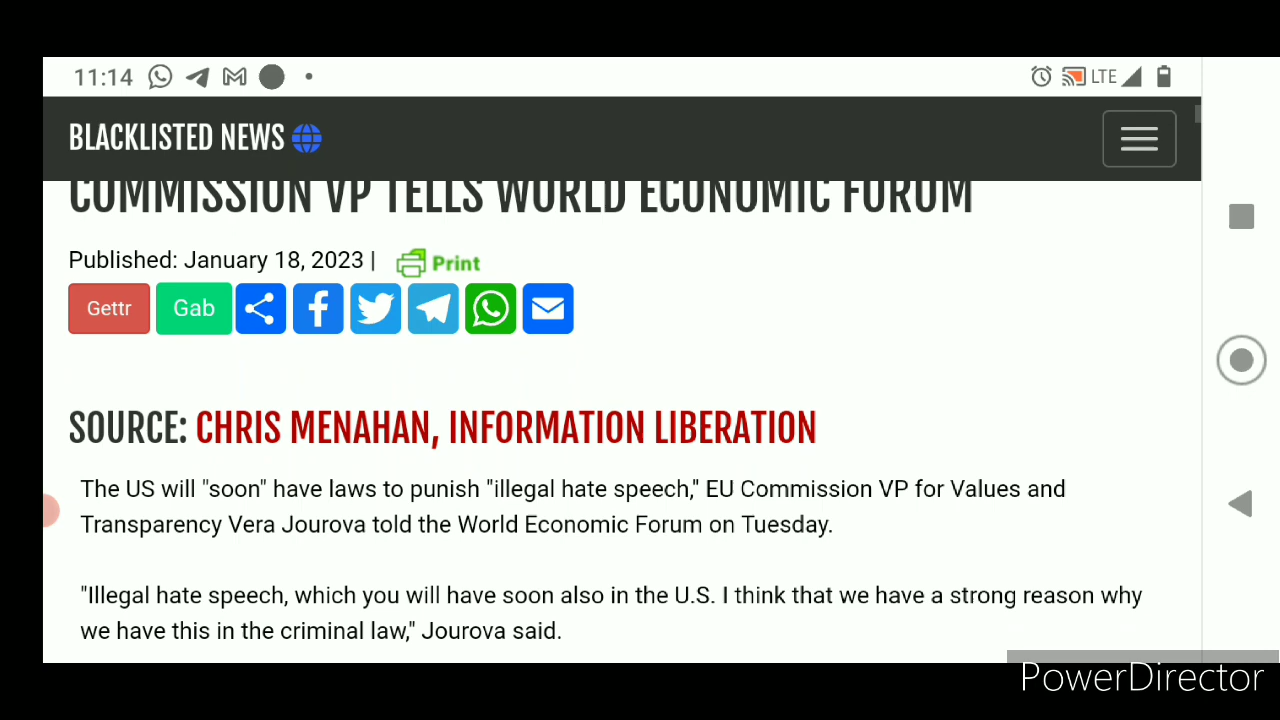 11:14
LTE
BLACKLISTED NEWS
COMMISSION VP TELLS WORLD ECONOMIC FORUM
Published: January 18, 2023 | Print
Gettr Gab
SOURCE: CHRIS MENAHAN, INFORMATION LIBERATION
The US will "soon" have laws to punish "illegal hate speech," EU Commission VP for Values and
Transparency Vera Jourova told the World Economic Forum on Tuesday.
"Illegal hate speech, which you will have soon also in the U.S. I think that we have a strong reason why
we have this in the criminal law," Jourova said.
PowerDirector